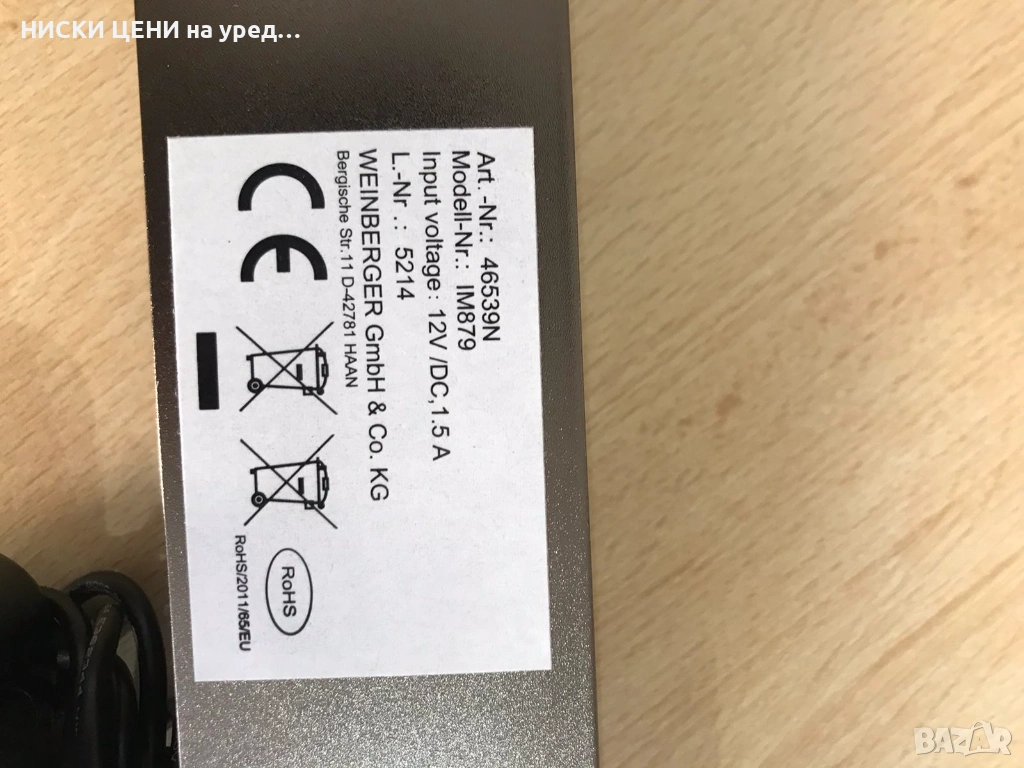 НИСКИ ЦЕНИ на уред...
Art.-Nr.: 46539N
Modell-Nr.: IM879
Input voltage: 12V /DC,1.5 A
L.-Nr .: 5214
WEINBERGER GmbH & Co. KG
Bergische Str.11 D-42781 HAAN
CE
RoHS
RoHS/2011/65/EU
BAZAR